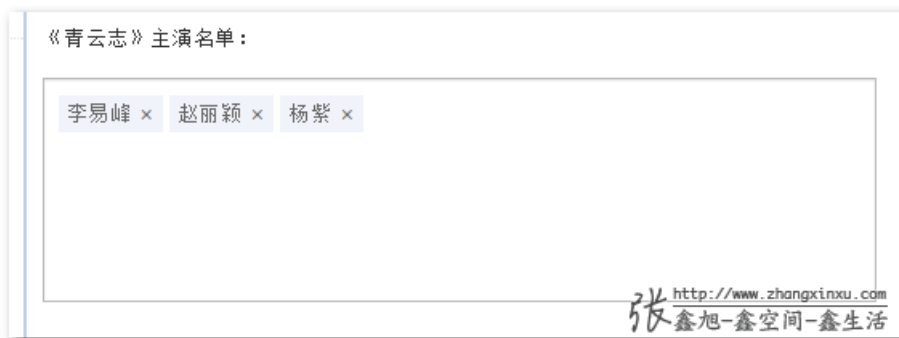 《青云志》主演名单：
李易峰 × 赵丽颖 × 杨紫 ×
张 http://www.zhangxinxu.com
鑫旭-鑫空间-鑫生活